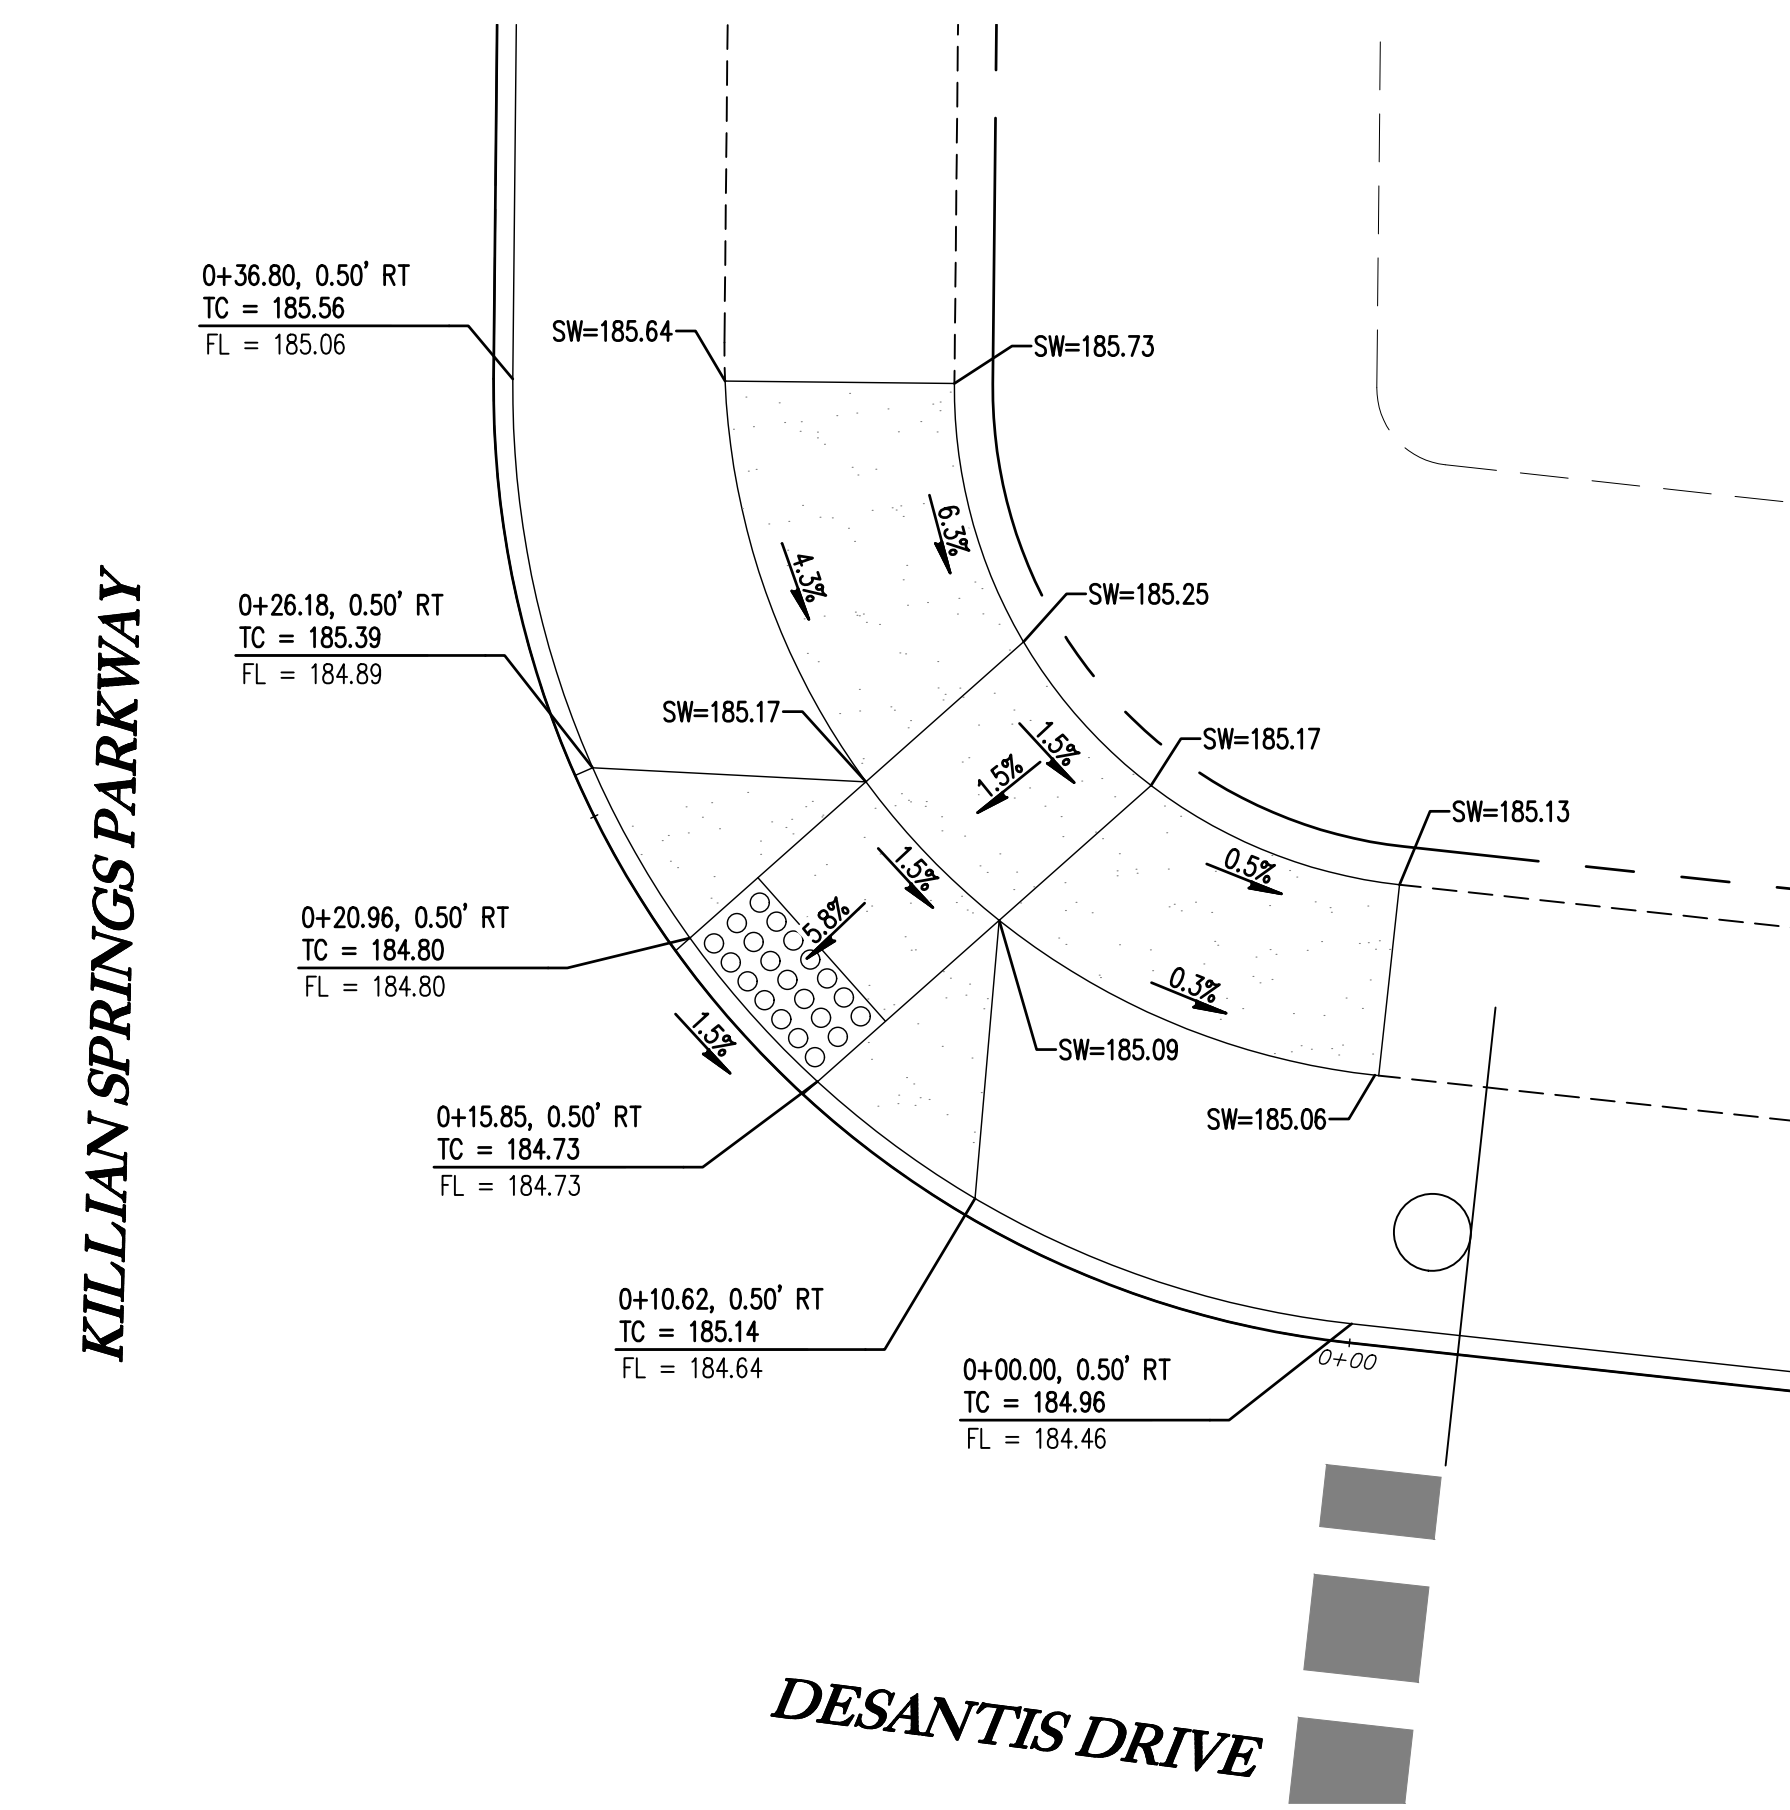 0+36.80, 0.50' RT
TC = 185.56
FL = 185.06
SW=185.64
SW=185.73
6.3%
4.3%
0+26.18, 0.50' RT
TC = 185.39
FL = 184.89
SW=185.25
SW=185.17
SW=185.17
1.5%
1.5%
SW=185.13
0.5%
1.5%
5.8%
0+20.96, 0.50' RT
TC = 184.80
FL = 184.80
0.3%
1.5%
SW=185.09
SW=185.06
0+15.85, 0.50' RT
TC = 184.73
FL = 184.73
0+10.62, 0.50' RT
TC = 185.14
FL = 184.64
0+00
0+00.00, 0.50' RT
TC = 184.96
FL = 184.46
KILLIAN SPRINGS PARKWAY
DESANTIS DRIVE